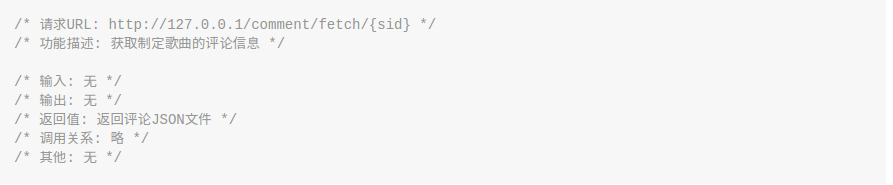 /* 请求URL: http://127.0.0.1/comment/fetch/{sid} */
/* 功能描述: 获取制定歌曲的评论信息 */
/* 输入: 无 */
/* 输出: 无 */
/* 返回值: 返回评论JSON文件 */
/* 调用关系: 略 */
/* 其他: 无 */